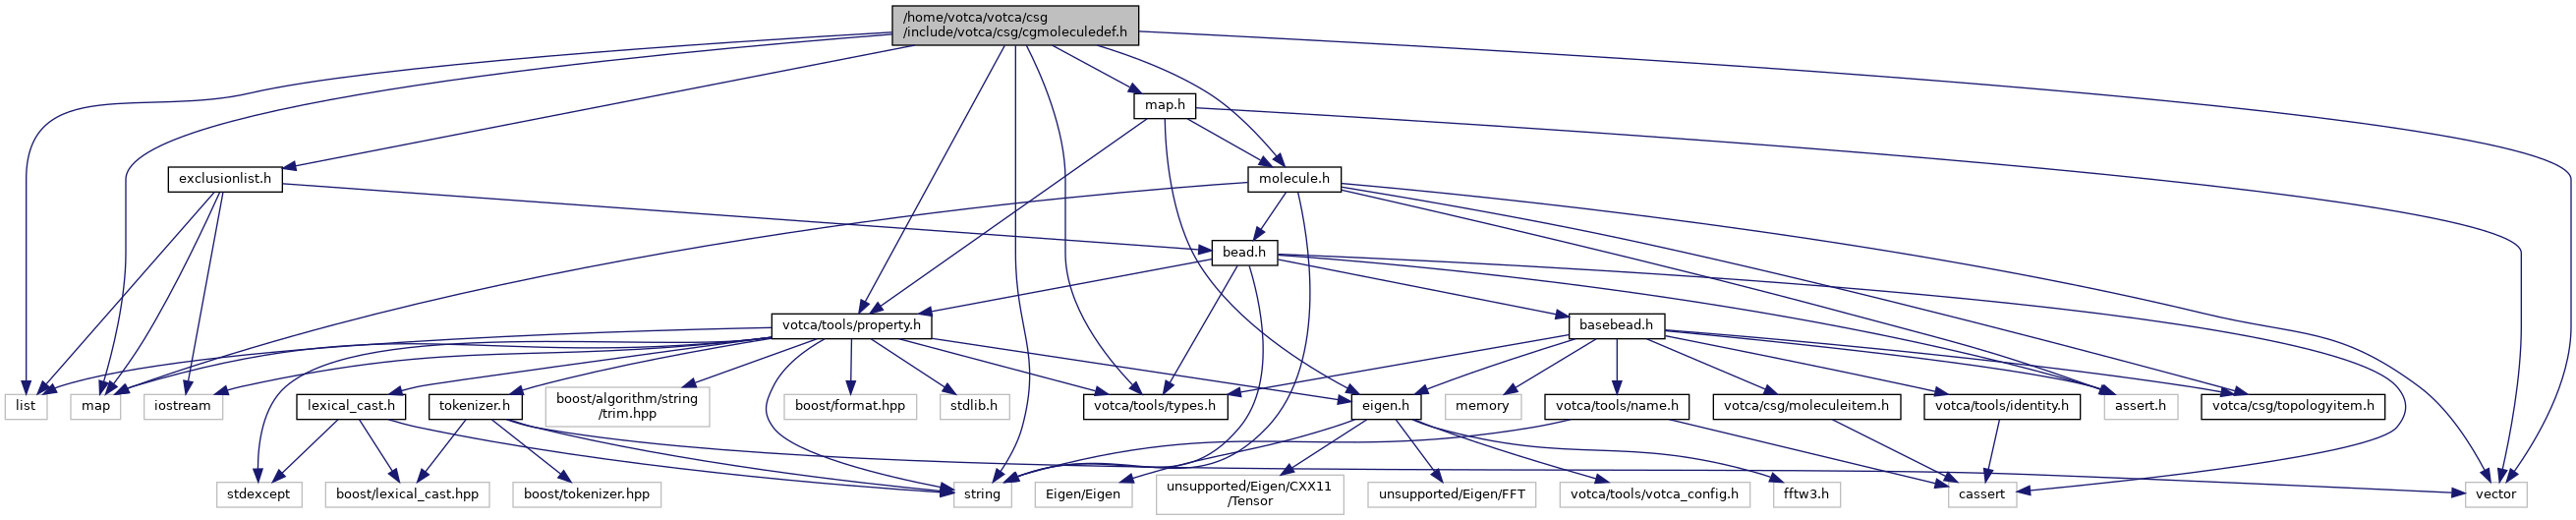 /home/votca/votca/csg
/include/votca/csg/cgmoleculedef.h
map.h
exclusionlist.h
molecule.h
bead.h
votca/tools/property.h
basebead.h
list
map
iostream
lexical_cast.h
tokenizer.h
boost/algorithm/string
/trim.hpp
boost/format.hpp
stdlib.h
votca/tools/types.h
eigen.h
memory
votca/tools/name.h
votca/csg/moleculeitem.h
votca/tools/identity.h
assert.h
votca/csg/topologyitem.h
stdexcept
boost/lexical_cast.hpp
boost/tokenizer.hpp
string
Eigen/Eigen
unsupported/Eigen/CXX11
/Tensor
unsupported/Eigen/FFT
votca/tools/votca_config.h
fftw3.h
cassert
vector